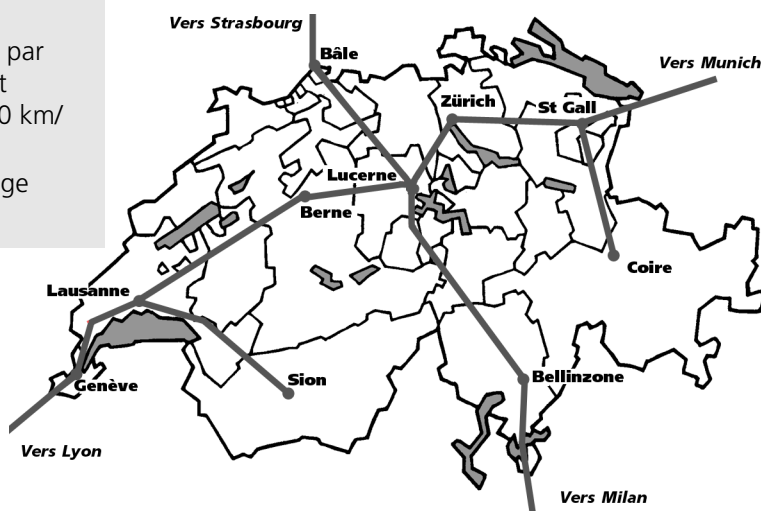 par
t
0 km/
ge
Vers Strasbourg
Bâle
Vers Munich
Zürich
St Gall
Lucerne
Berne
Coire
Lausanne
Genève
Sion
Bellinzone
Vers Lyon
Vers Milan